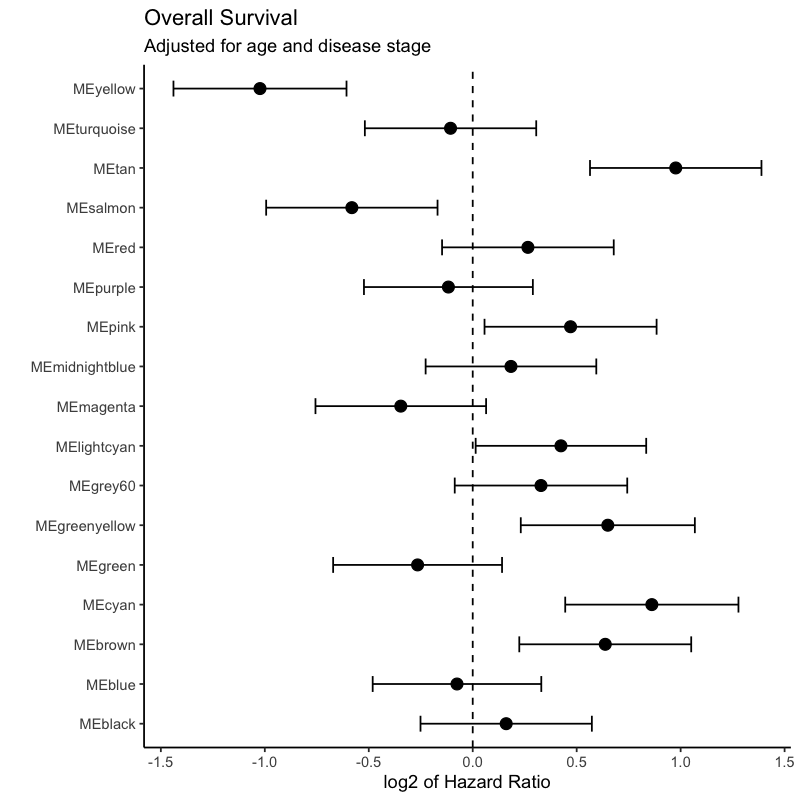 Overall Survival
Adjusted for age and disease stage
MEyellow
MEturquoise
MEtan
MEsalmon
MEred
MEpurple
MEpink
MEmidnightblue
MEmagenta
MElightcyan
MEgrey60
MEgreenyellow
MEgreen
MEcyan
MEbrown
MEblue
MEblack
-1.5 -1.0 -0.5 0.0 0.5 1.0 1.5
log2 of Hazard Ratio